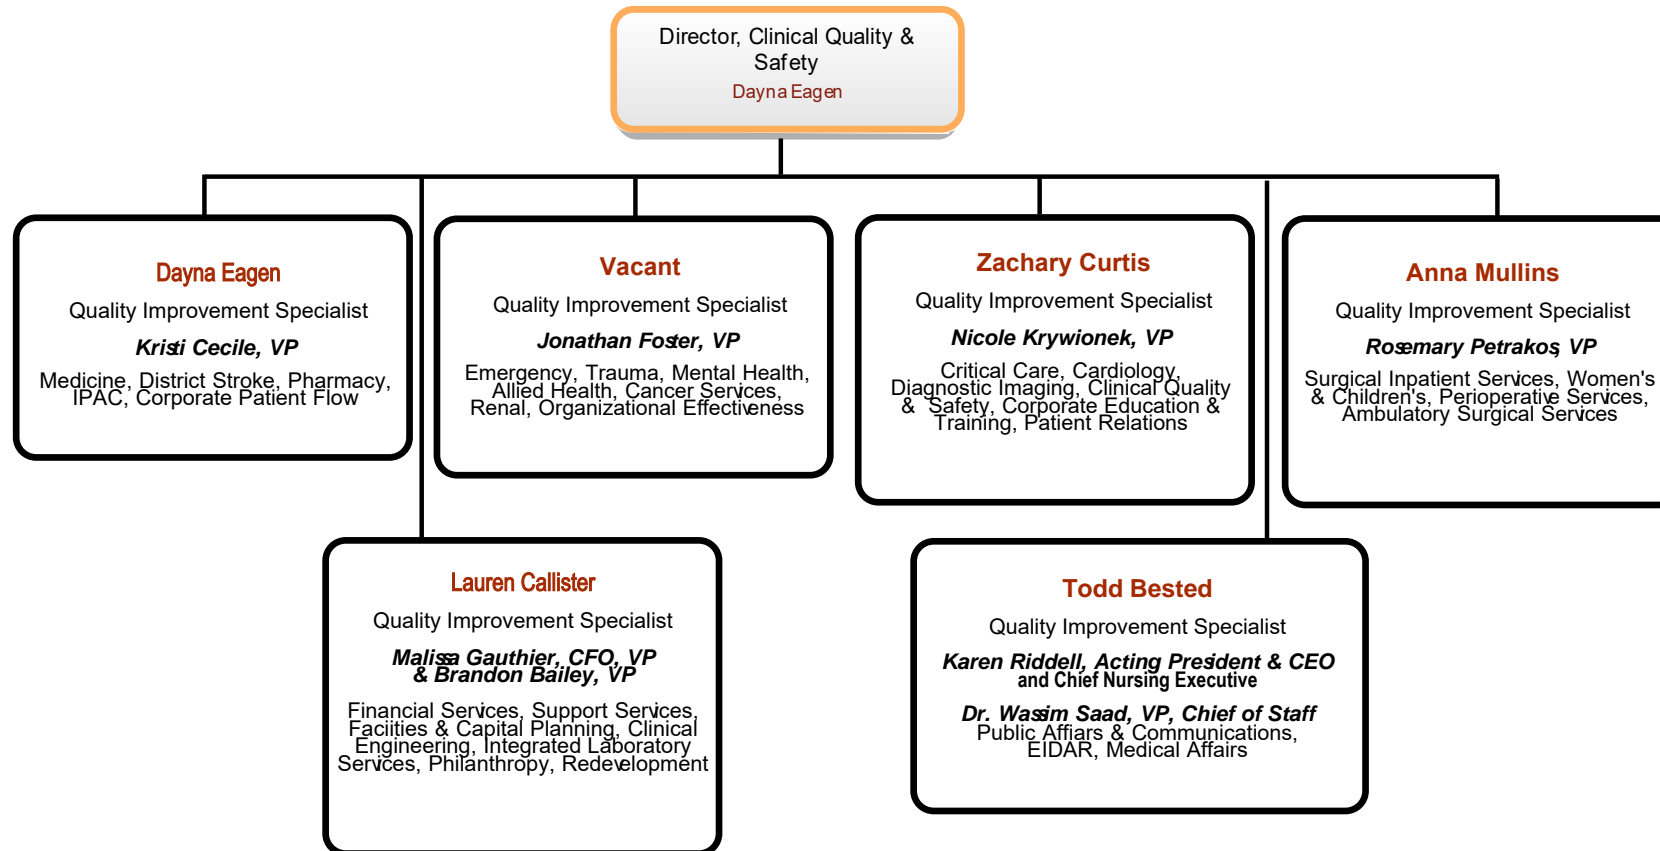 Director, Clinical Quality &
Safety
Dayna Eagen
Dayna Eagen
Quality Improvement Specialist
Kristi Cecile, VP
Medicine, District Stroke, Pharmacy,
IPAC, Corporate Patient Flow
Vacant
Quality Improvement Specialist
Jonathan Foster, VP
Emergency, Trauma, Mental Health,
Allied Health, Cancer Services,
Renal, Organizational Effectiveness
Zachary Curtis
Quality Improvement Specialist
Nicole Krywionek, VP
Critical Care, Cardiology,
Diagnostic Imaging, Clinical Quality
& Safety, Corporate Education &
Training, Patient Relations
Anna Mullins
Quality Improvement Specialist
Rosemary Petrakos, VP
Surgical Inpatient Services, Women's
& Children's, Perioperative Services,
Ambulatory Surgical Services
Lauren Callister
Quality Improvement Specialist
Malissa Gauthier, CFO, VP
& Brandon Bailey, VP
Financial Services, Support Services,
Faciities & Capital Planning, Clinical
Engineering, Integrated Laboratory
Services, Philanthropy, Redevelopment
Todd Bested
Quality Improvement Specialist
Karen Riddell, Acting President & CEO
and Chief Nursing Executive
Dr. Wassim Saad, VP, Chief of Staff
Public Affiars & Communications,
EIDAR, Medical Affairs